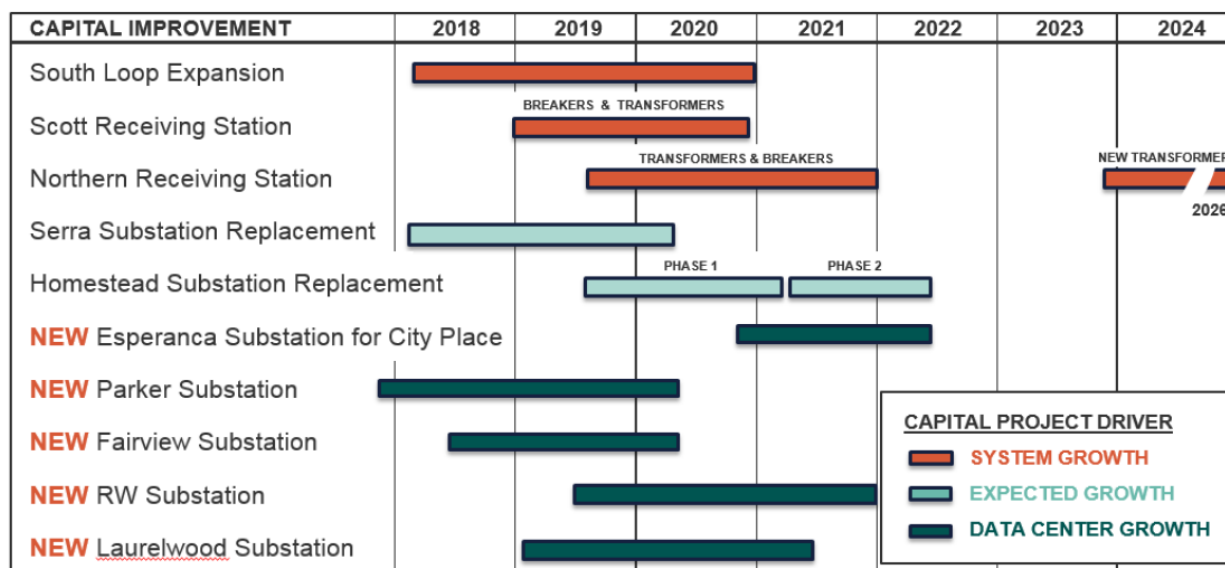 CAPITAL IMPROVEMENT 2018 2019 2020 2021 2022 2023 2024
South Loop Expansion
BREAKERS & TRANSFORMERS
Scott Receiving Station
TRANSFORMERS & BREAKERS NEW TRANSFORMER
Northern Receiving Station
2026
Serra Substation Replacement
PHASE 1 PHASE 2
Homestead Substation Replacement
NEW Esperanca Substation for City Place
NEW Parker Substation
NEW Fairview Substation
NEW RW Substation
NEW Laurelwood Substation
CAPITAL PROJECT DRIVER
SYSTEM GROWTH
EXPECTED GROWTH
DATA CENTER GROWTH